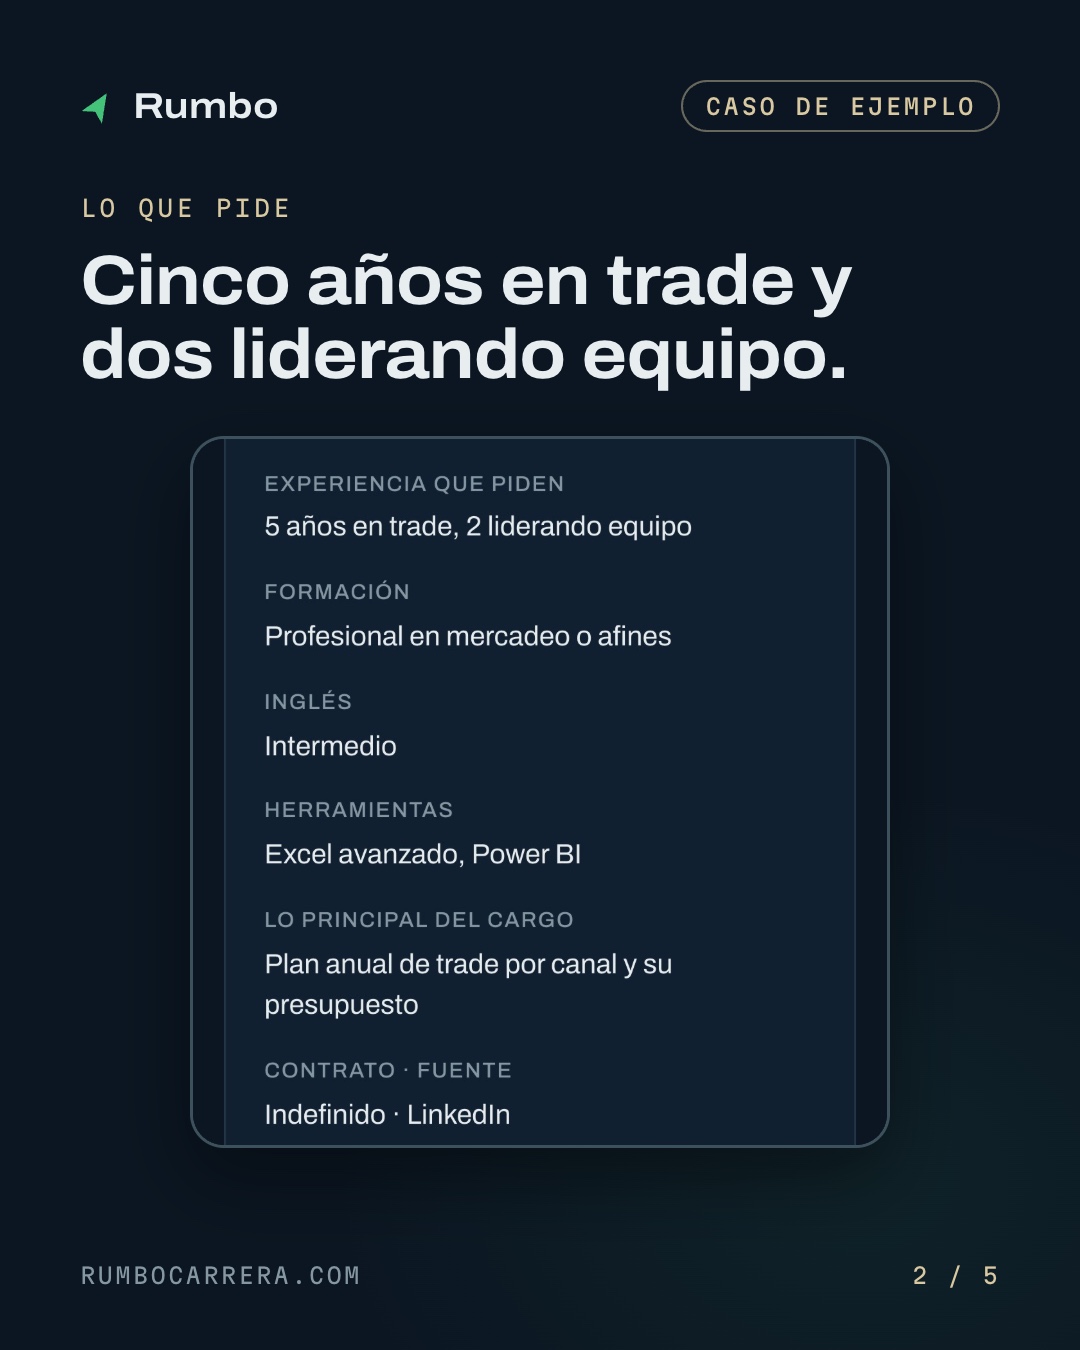 Rumbo
CASO DE EJEMPLO
LO QUE PIDE
Cinco años en trade y
dos liderando equipo.
EXPERIENCIA QUE PIDEN
5 años en trade, 2 liderando equipo
FORMACIÓN
Profesional en mercadeo o afines
INGLÉS
Intermedio
HERRAMIENTAS
Excel avanzado, Power BI
LO PRINCIPAL DEL CARGO
Plan anual de trade por canal y su
presupuesto
CONTRATO · FUENTE
Indefinido · LinkedIn
RUMBOCARRERA.COM
2 / 5